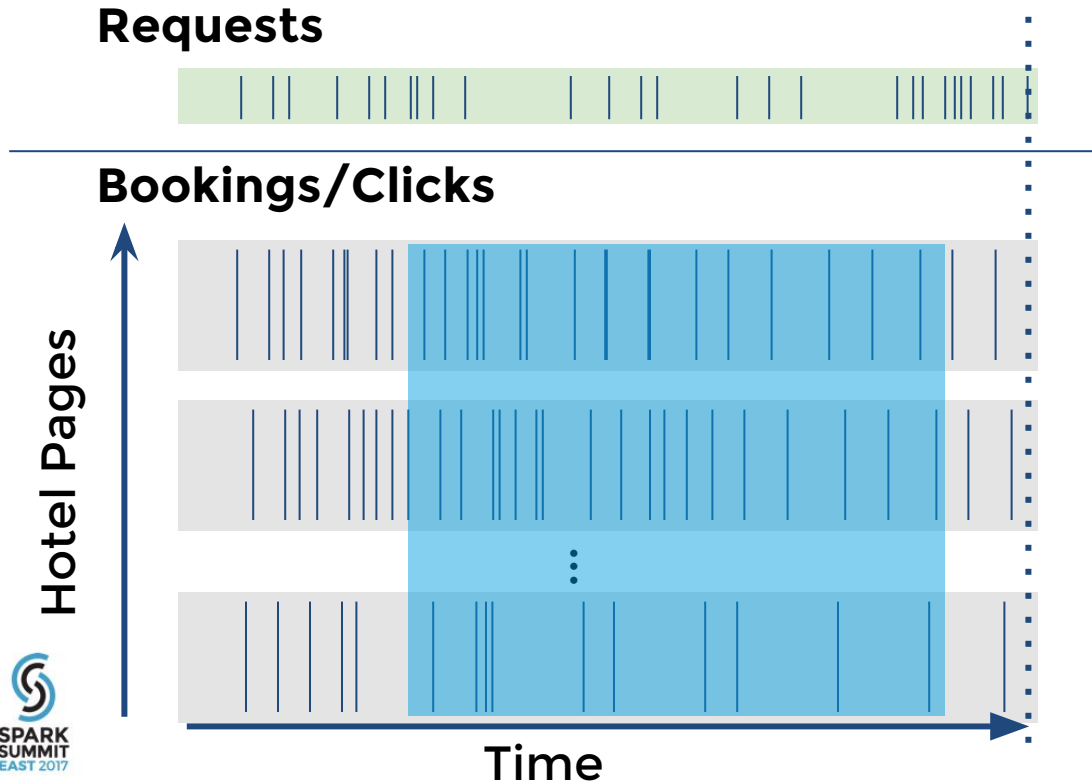 Requests
Bookings/Clicks
Hotel Pages
Time
SPARK
SUMMIT
EAST 2017